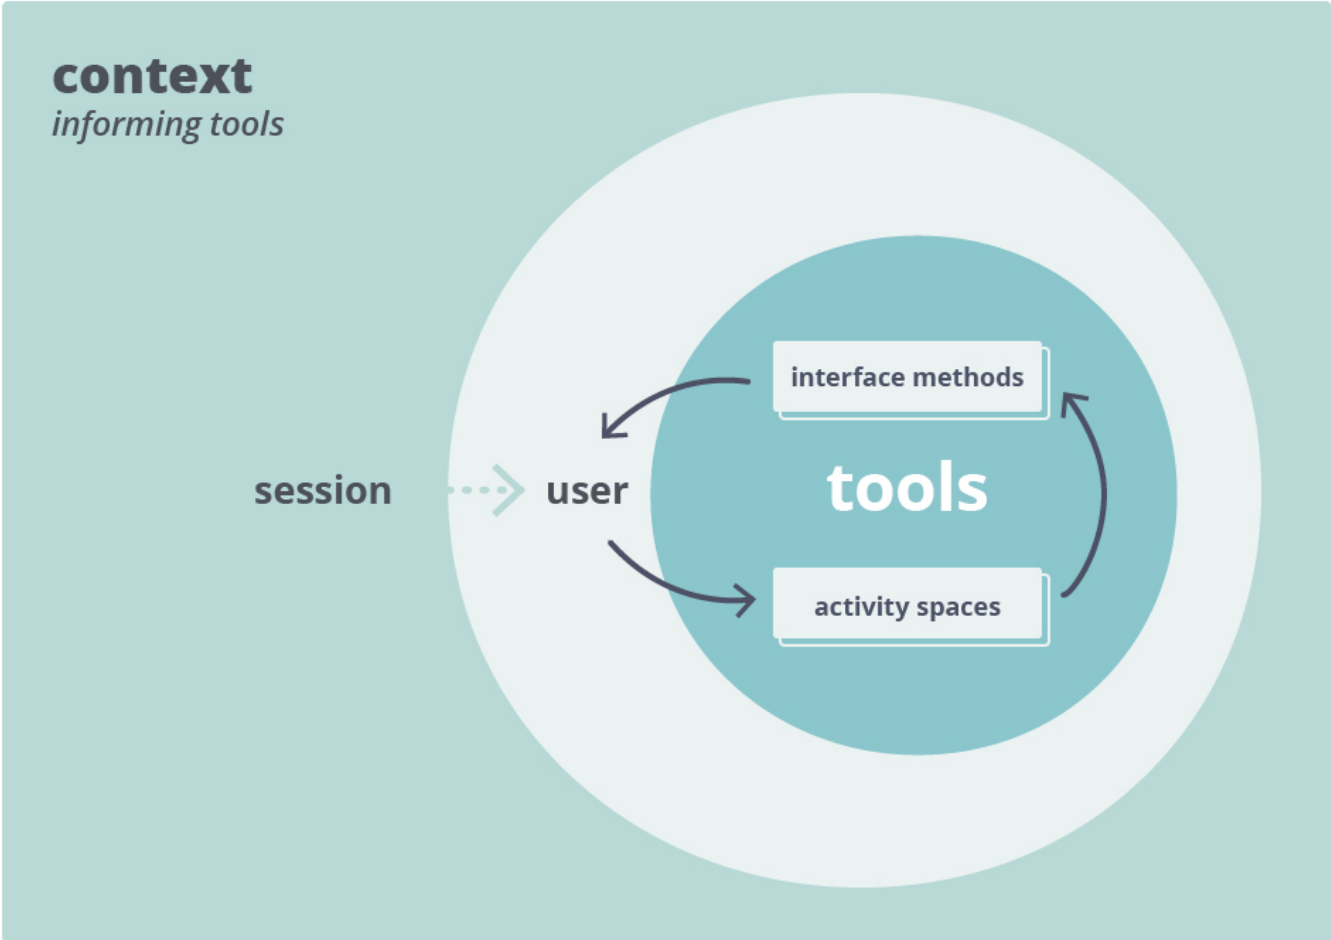 context
informing tools
interface methods
session
user
tools
activity spaces